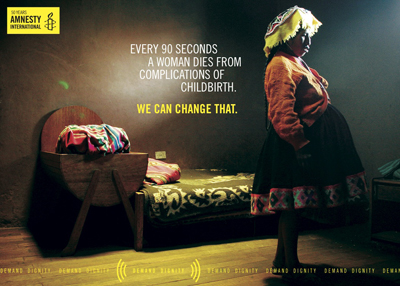 50 YEARS
AMNESTY
INTERNATIONAL
EVERY 90 SECONDS
A WOMAN DIES FROM
COMPLICATIONS OF
CHILDBIRTH.
WE CAN CHANGE THAT.
DEMAND DIGNITY DEMAND DIGNITY DEMAND DIGNITY DEMAND DIGNITY DEMAND DIGNITY DEMAND DIGNITY